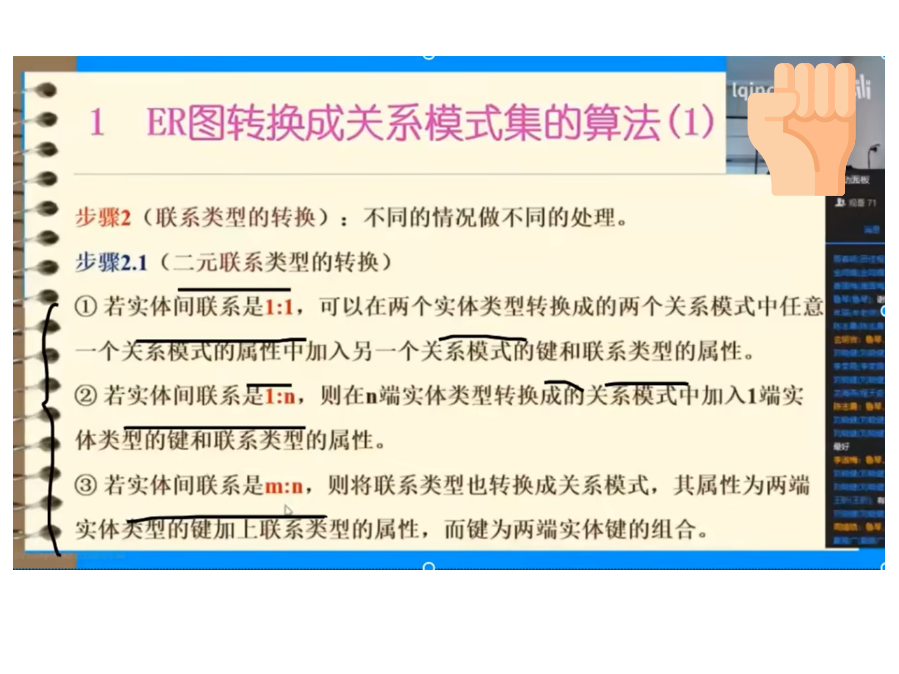 1 ER图转换成关系模式集的算法(1)
步骤2（联系类型的转换）：不同的情况做不同的处理。
步骤2.1（二元联系类型的转换）
① 若实体间联系是1:1，可以在两个实体类型转换成的两个关系模式中任意
一个关系模式的属性中加入另一个关系模式的键和联系类型的属性。
② 若实体间联系是1:n，则在n端实体类型转换成的关系模式中加入1端实
体类型的键和联系类型的属性。
③ 若实体间联系是m:n，则将联系类型也转换成关系模式，其属性为两端
实体类型的键加上联系类型的属性，而键为两端实体键的组合。
动面板
观看 71
最好